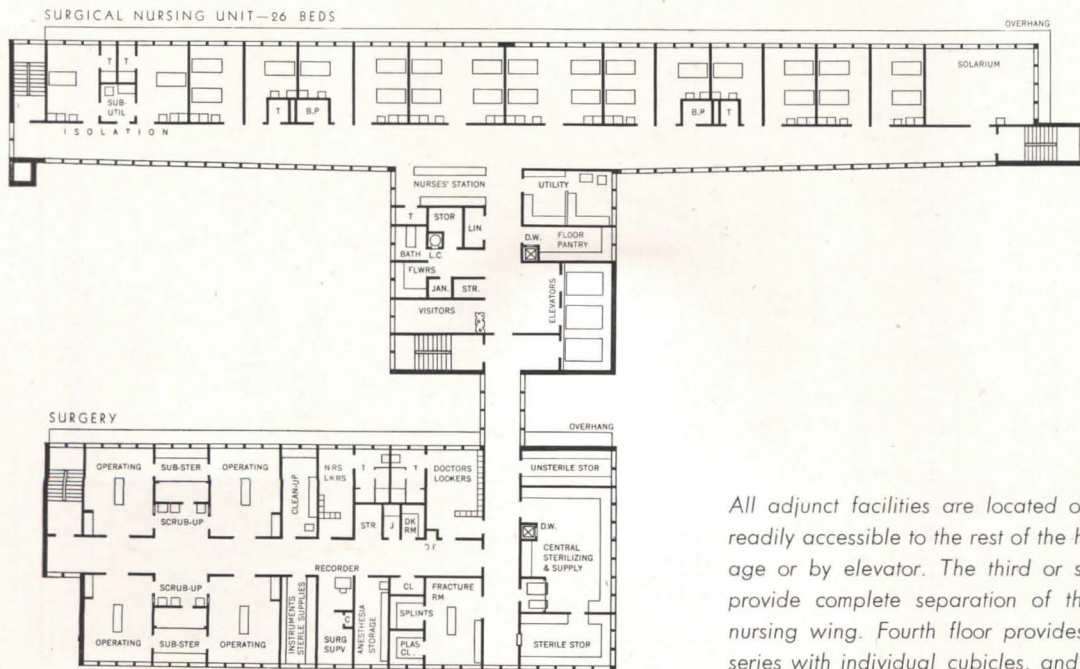 SURGICAL NURSING UNIT—26 BEDS
OVERHANG
T T
SUB-
UTIL
ISOLATION
T
B.P
B.P
T
SOLARIUM
NURSES' STATION
UTILITY
T
STOR
LIN
BATH
L.C.
D.W.
FLOOR
PANTRY
FLWRS
JAN.
STR.
VISITORS
ELEVATORS
SURGERY
OVERHANG
OPERATING
SUB-STER
OPERATING
CLEAN-UP
NRS
LKRS
T
T
DOCTORS
LOCKERS
UNSTERILE STOR
SCRUB-UP
STR.
J
DK
RM
D.W.
CENTRAL
STERILIZING
& SUPPLY
RECORDER
SCRUB-UP
OPERATING
SUB-STER
OPERATING
INSTRUMENTS
STERLE SUPPLIES
SURG
SUPV
C
ANESTHESIA
STORAGE
CL
SPLINTS
PLAS
CL.
FRACTURE
RM
STERILE STOR
All adjunct facilities are located o
readily accessible to the rest of the h
age or by elevator. The third or s
provide complete separation of th
nursing wing. Fourth floor provides
series with individual cubicles, and